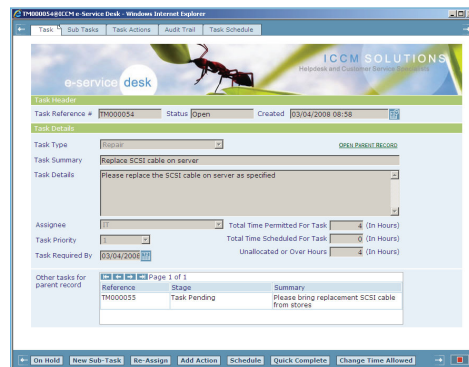 TM000054@ICCM e-Service Desk - Windows Internet Explorer
Task Sub Tasks Task Actions Audit Trail Task Schedule
ICCM SOLUTIONS
Helpdesk and Customer Service Specialists
e-service desk
Task Header
Task Reference # TM000054 Status Open Created 03/04/2008 08:58
Task Details
Task Type Repair OPEN PARENT RECORD
Task Summary Replace SCSI cable on server
Task Details Please replace the SCSI cable on server as specified
Assignee IT Total Time Permitted For Task 4 (In Hours)
Task Priority 1 Total Time Scheduled For Task 0 (In Hours)
Task Required By 03/04/2008 Unallocated or Over Hours 4 (In Hours)
Other tasks for parent record Page 1 of 1
Reference Stage Summary
TM000055 Task Pending Please bring replacement SCSI cable
from stores
On Hold New Sub-Task Re-Assign Add Action Schedule Quick Complete Change Time Allowed